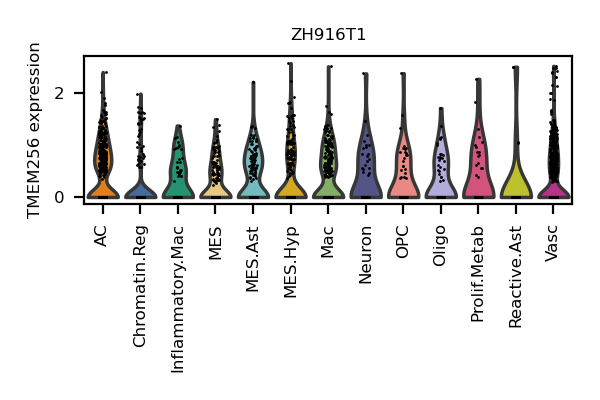 ZH916T1
TMEM256 expression
2
0
AC
Chromatin.Reg
Inflammatory.Mac
MES
MES.Ast
MES.Hyp
Mac
Neuron
OPC
Oligo
Prolif.Metab
Reactive.Ast
Vasc